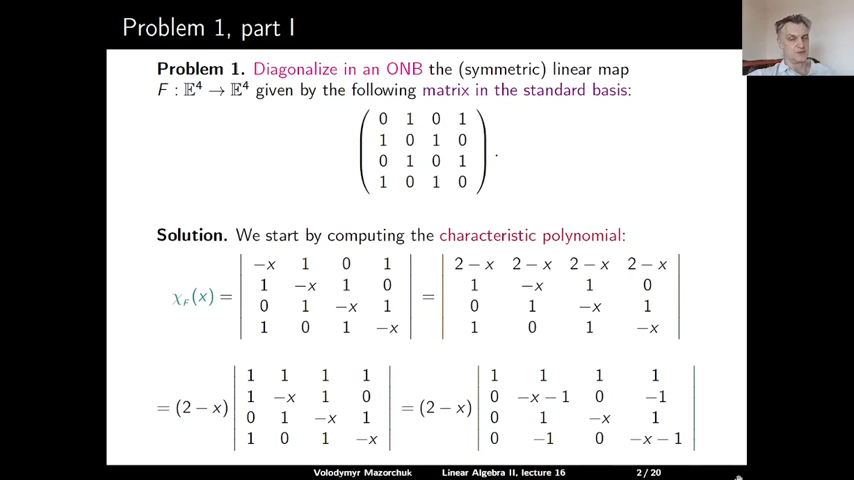 Problem 1, part I
Problem 1. Diagonalize in an ONB the (symmetric) linear map
F : 𝔼⁴ → 𝔼⁴ given by the following matrix in the standard basis:
0 1 0 1
1 0 1 0
0 1 0 1
1 0 1 0
.
Solution. We start by computing the characteristic polynomial:
χ_F(x) = | −x 1 0 1 | = | 2 − x 2 − x 2 − x 2 − x |
| 1 −x 1 0 | | 1 −x 1 0 |
| 0 1 −x 1 | | 0 1 −x 1 |
| 1 0 1 −x | | 1 0 1 −x |
= (2 − x) | 1 1 1 1 | = (2 − x) | 1 1 1 1 |
| 1 −x 1 0 | | 0 −x − 1 0 −1 |
| 0 1 −x 1 | | 0 1 −x 1 |
| 1 0 1 −x | | 0 −1 0 −x − 1 |
Volodymyr Mazorchuk Linear Algebra II, lecture 16 2 / 20